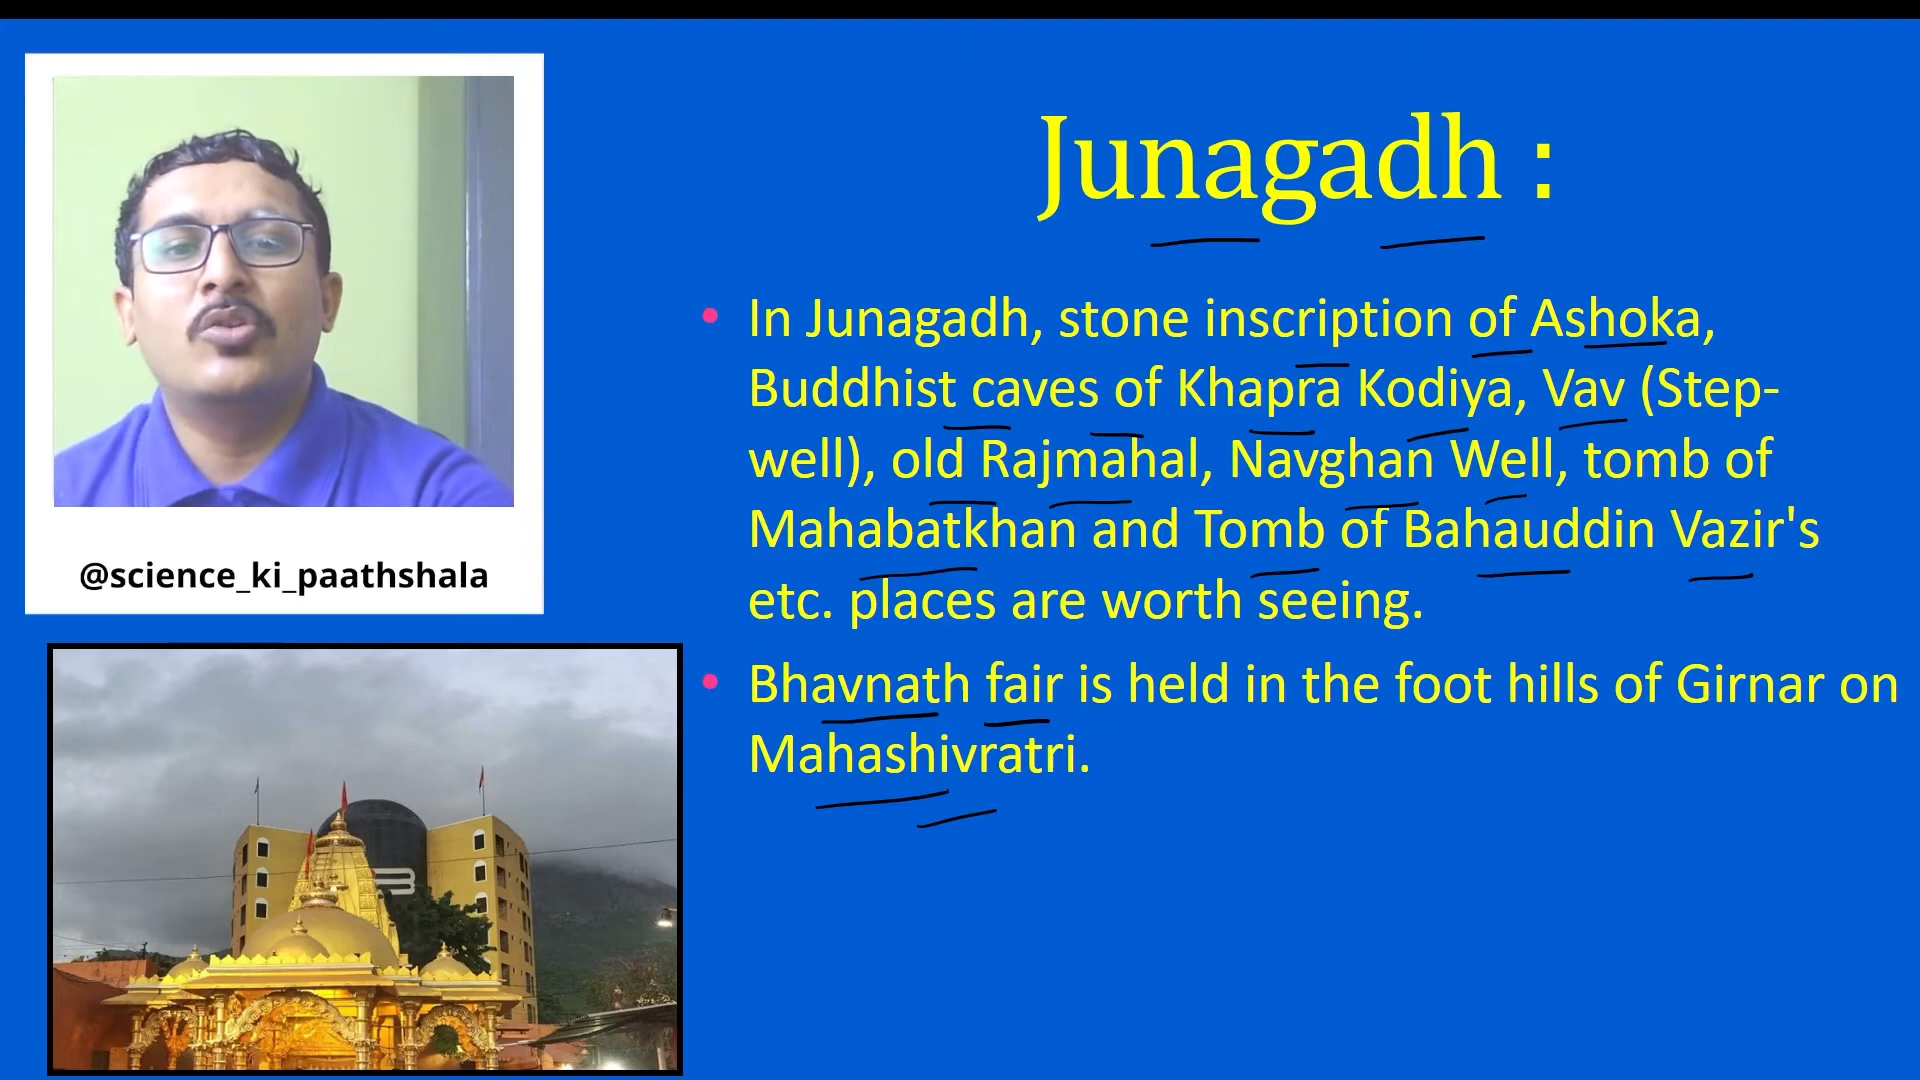 Junagadh :
In Junagadh, stone inscription of Ashoka,
Buddhist caves of Khapra Kodiya, Vav (Step-
well), old Rajmahal, Navghan Well, tomb of
Mahabatkhan and Tomb of Bahauddin Vazir's
etc. places are worth seeing.
Bhavnath fair is held in the foot hills of Girnar on
Mahashivratri.
@science_ki_paathshala